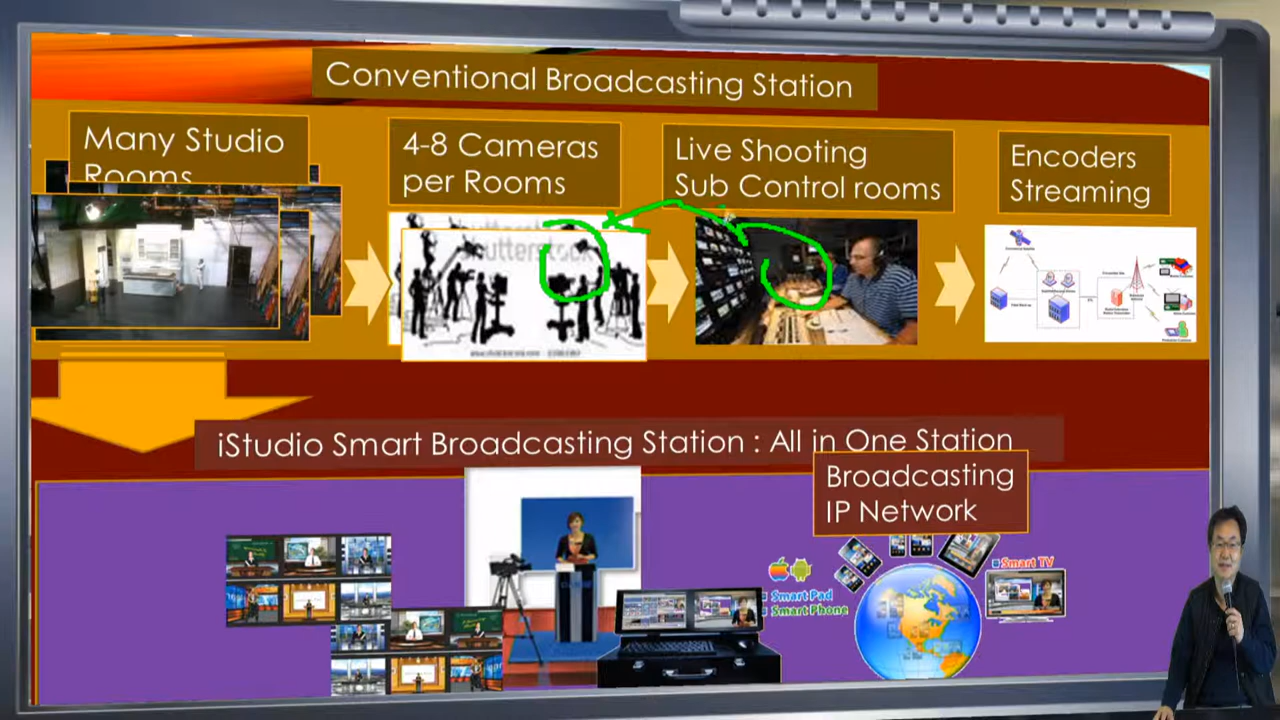 Conventional Broadcasting Station
Many Studio
Rooms
4-8 Cameras
per Rooms
Live Shooting
Sub Control rooms
Encoders
Streaming
shutterstock
iStudio Smart Broadcasting Station : All in One Station
Broadcasting
IP Network
Smart Pad
Smart Phone
Smart TV